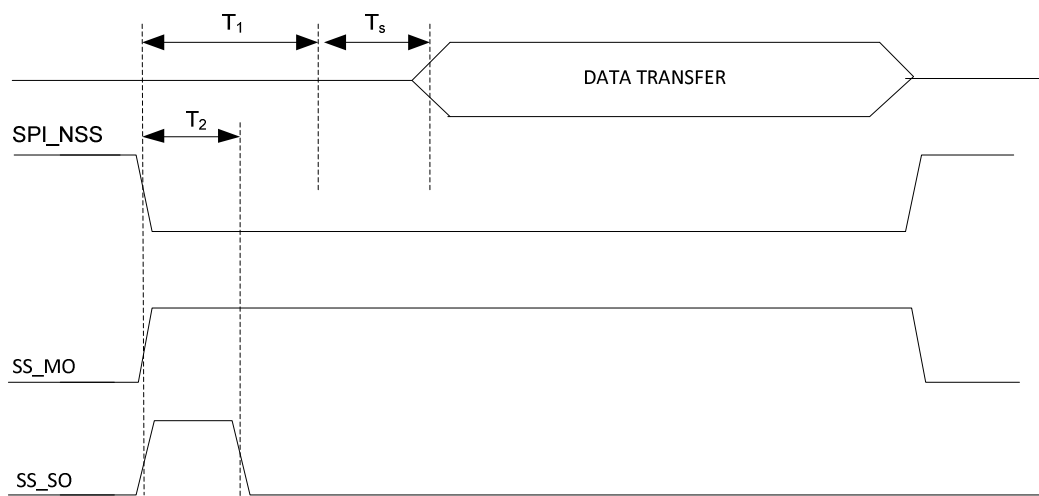 T₁
Tₛ
DATA TRANSFER
T₂
SPI_NSS
SS_MO
SS_SO